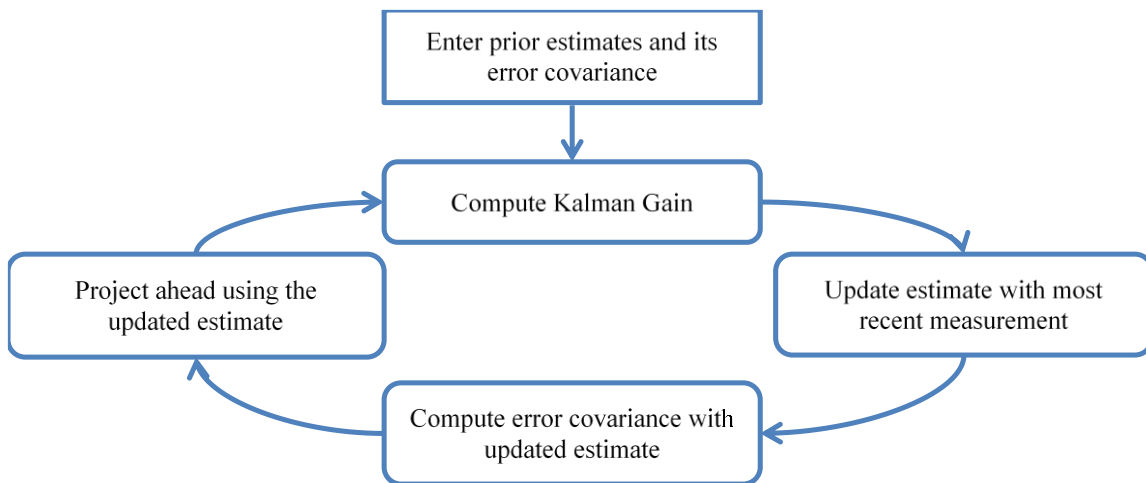 Enter prior estimates and its
error covariance
Compute Kalman Gain
Project ahead using the
updated estimate
Update estimate with most
recent measurement
Compute error covariance with
updated estimate